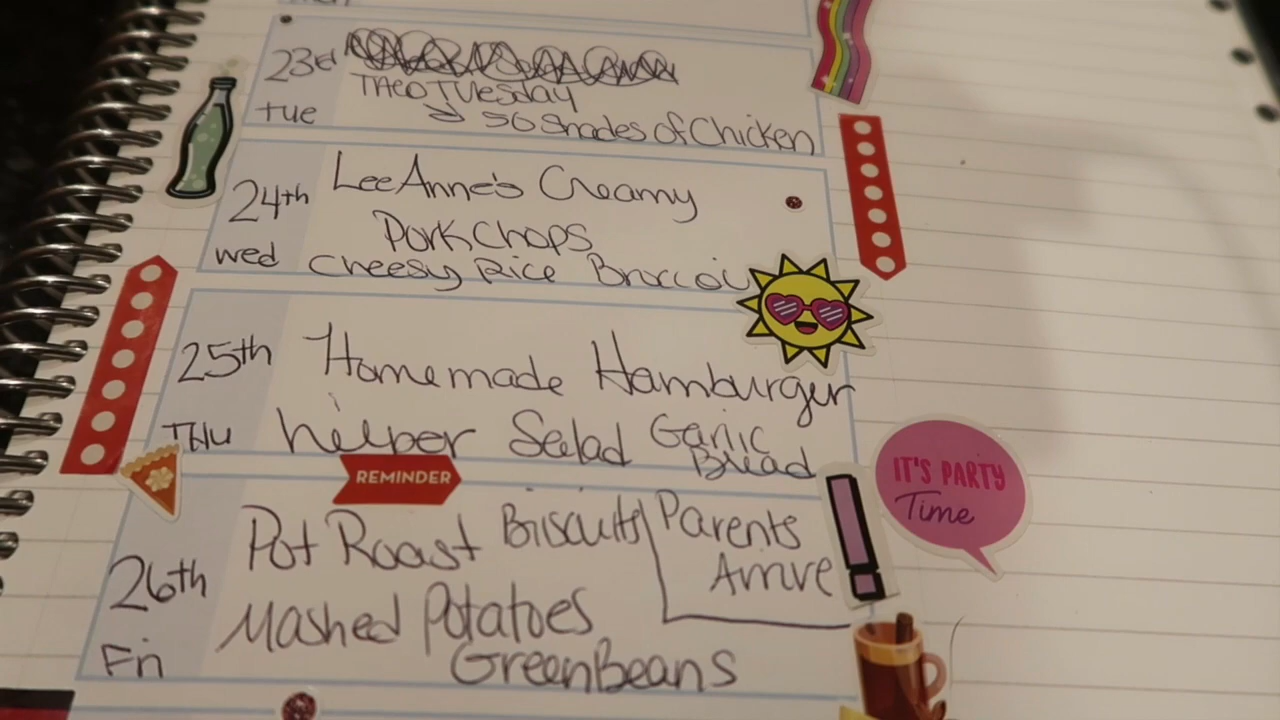 23rd
Tue
THEO TUesday
50 Shades of Chicken
24th
wed
LeeAnne's Creamy
Pork Chops
Cheesy Rice Broccoli
25th
THU
Homemade Hamburger
helper Salad Garlic
Bread
REMINDER
IT'S PARTY
Time
26th
Fri
Pot Roast Biscuits
Parents
Arrive
Mashed Potatoes
GreenBeans